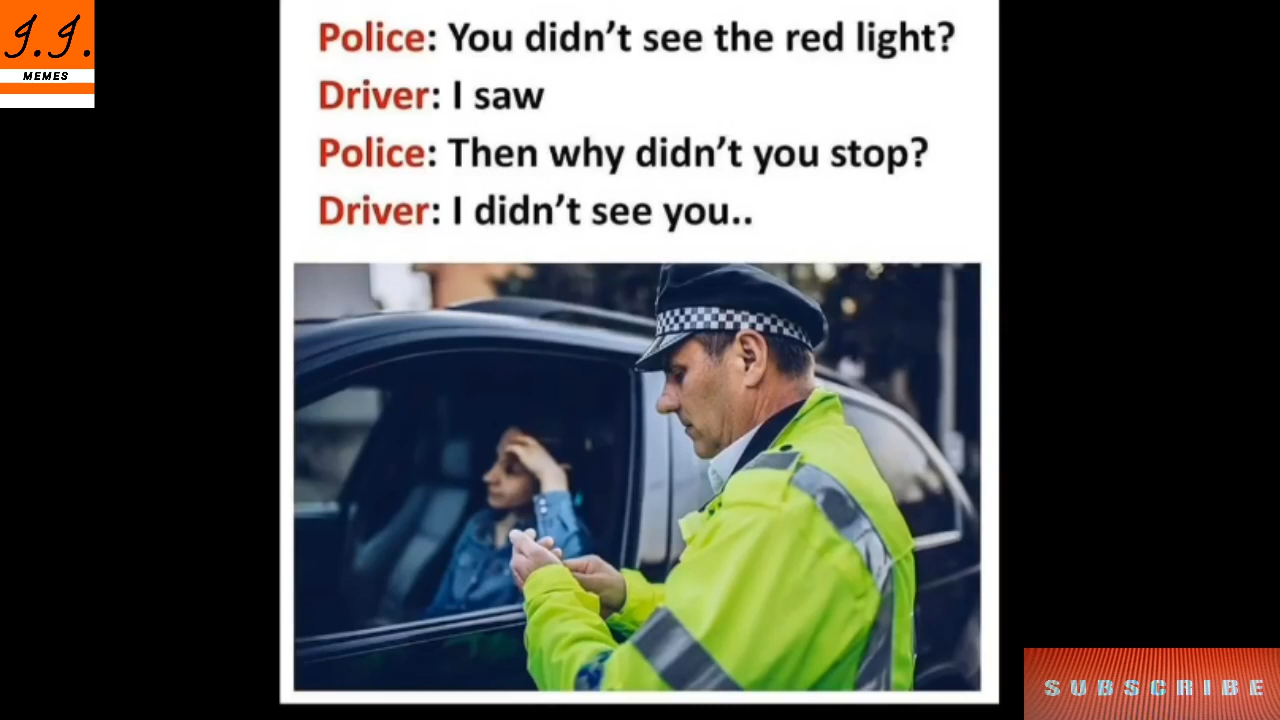 J.J.
MEMES
Police: You didn't see the red light?
Driver: I saw
Police: Then why didn't you stop?
Driver: I didn't see you..
SUBSCRIBE